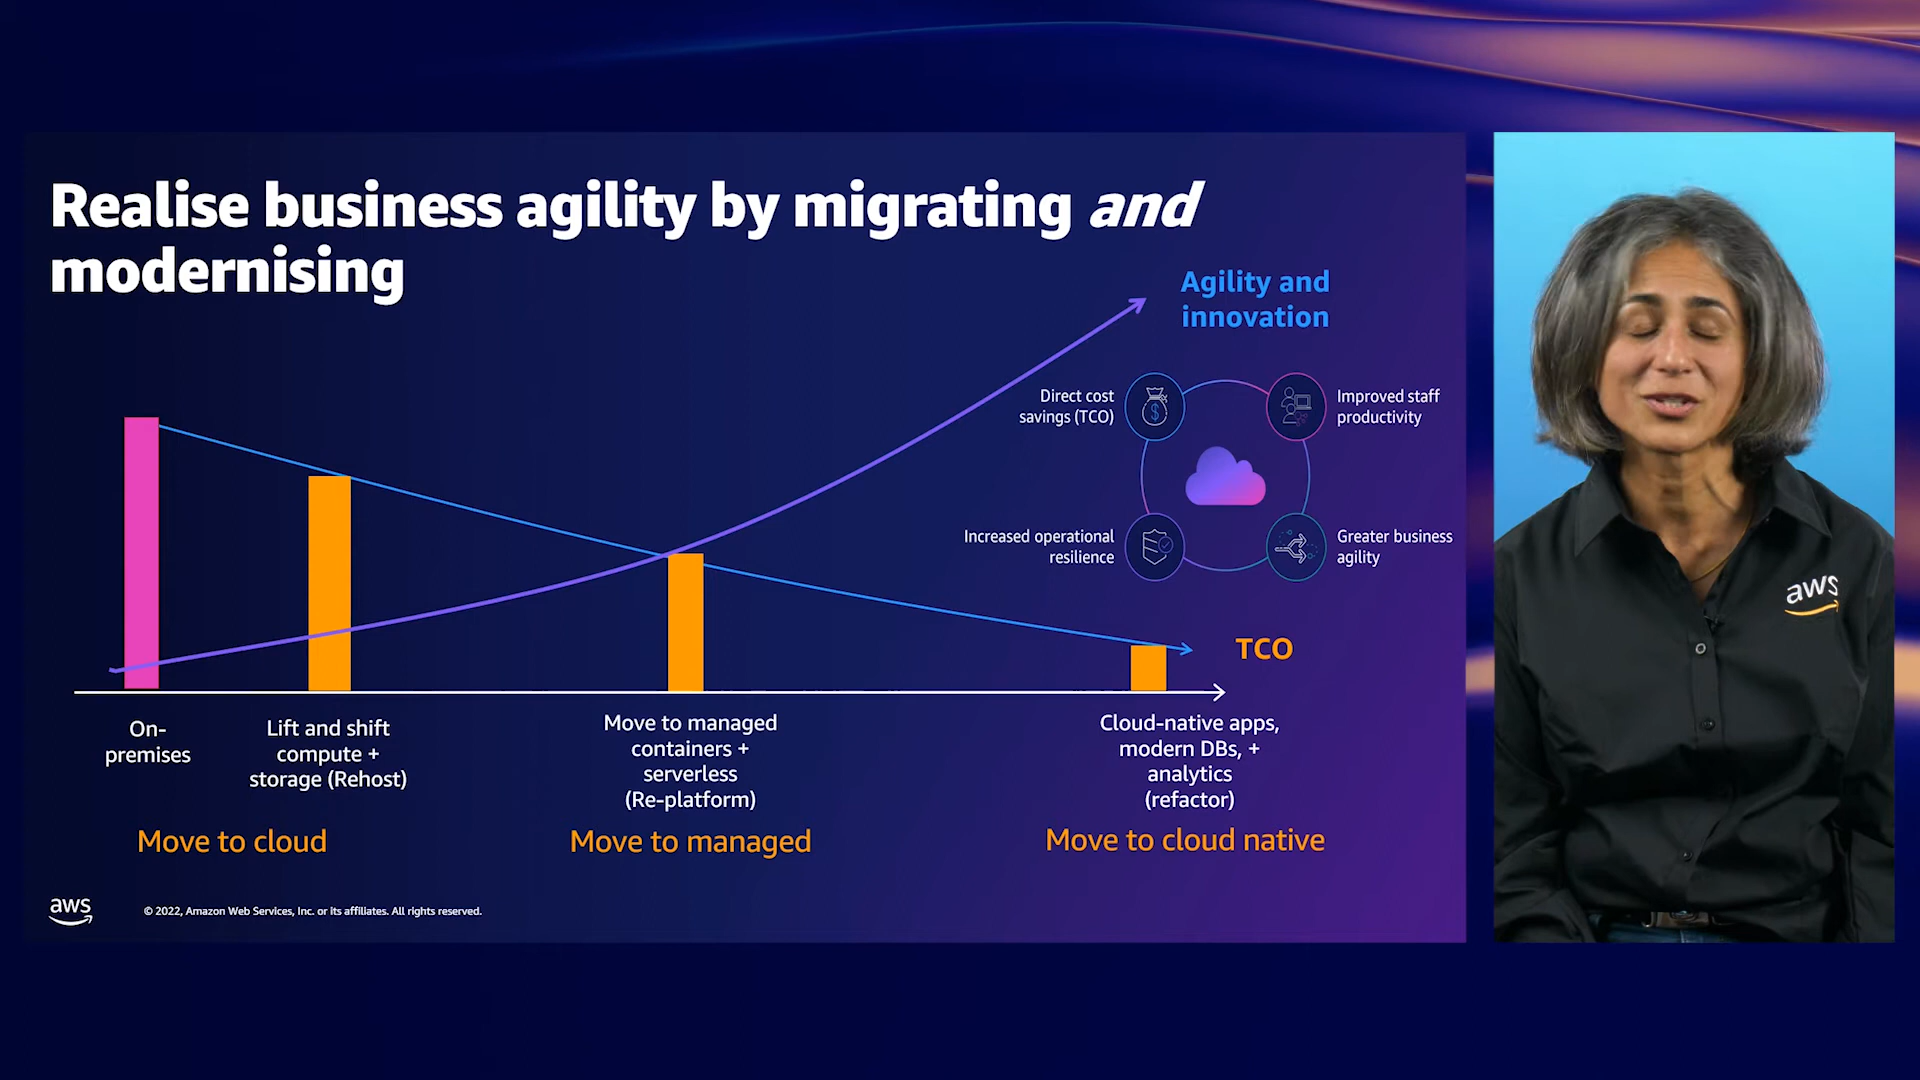 Realise business agility by migrating and
modernising
Agility and
innovation
Direct cost
savings (TCO)
Improved staff
productivity
Increased operational
resilience
Greater business
agility
TCO
On-
premises
Lift and shift
compute +
storage (Rehost)
Move to managed
containers +
serverless
(Re-platform)
Cloud-native apps,
modern DBs, +
analytics
(refactor)
Move to cloud
Move to managed
Move to cloud native
aws
© 2022, Amazon Web Services, Inc. or its affiliates. All rights reserved.
aws
$